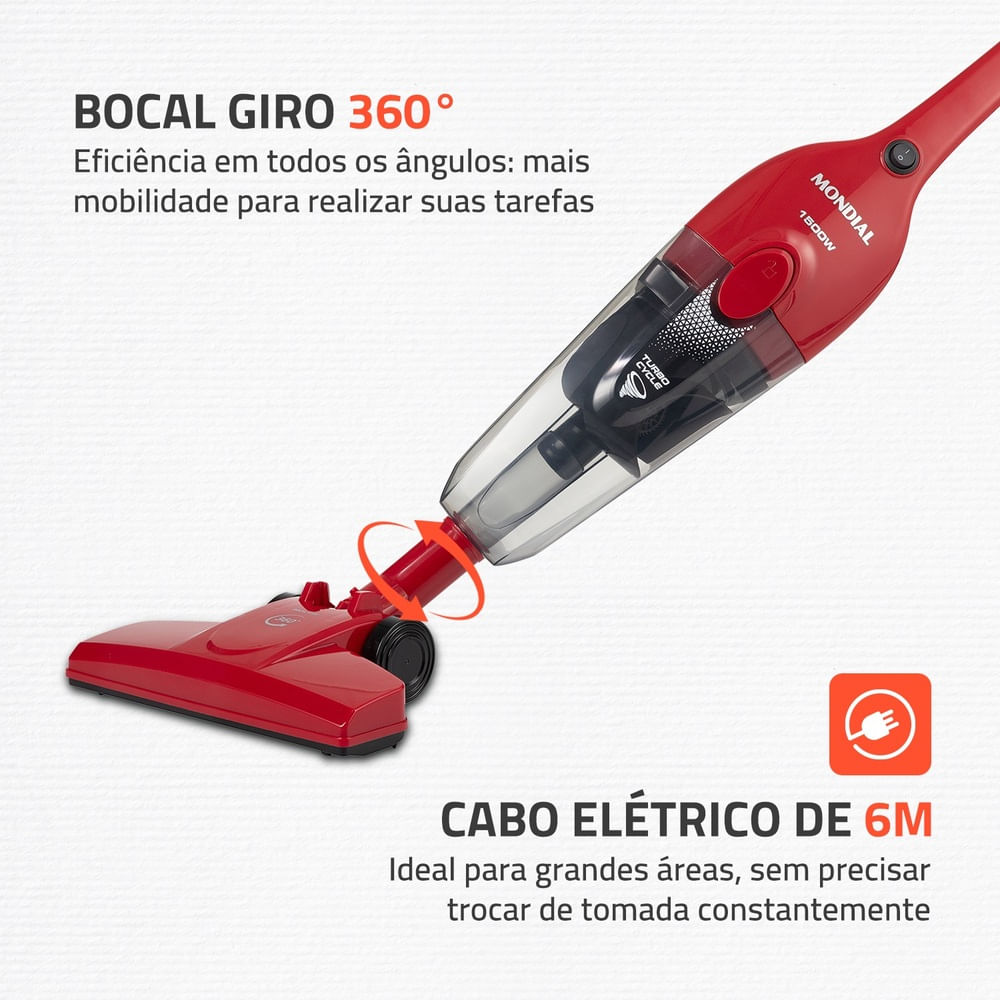 BOCAL GIRO 360°
Eficiência em todos os ângulos: mais
mobilidade para realizar suas tarefas
MONDIAL
1500W
TURBO
CYCLE
360°
CABO ELÉTRICO DE 6M
Ideal para grandes áreas, sem precisar
trocar de tomada constantemente